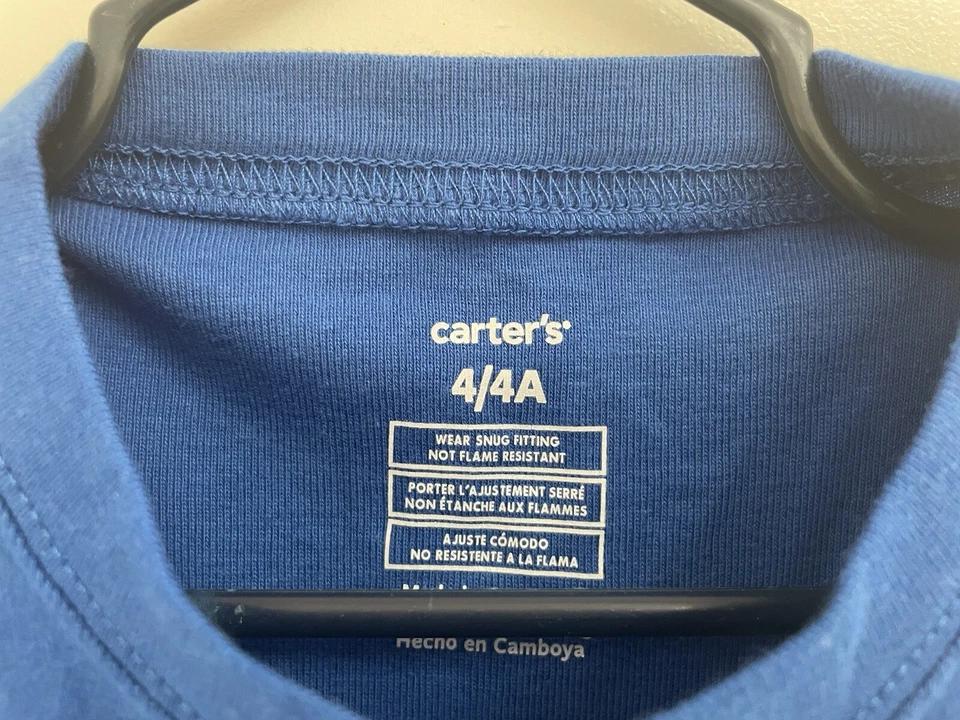 carter's
4/4A
WEAR SNUG FITTING
NOT FLAME RESISTANT
PORTER L'AJUSTEMENT SERRÉ
NON ÉTANCHE AUX FLAMMES
AJUSTE CÓMODO
NO RESISTENTE A LA FLAMA
Hecho en Camboya